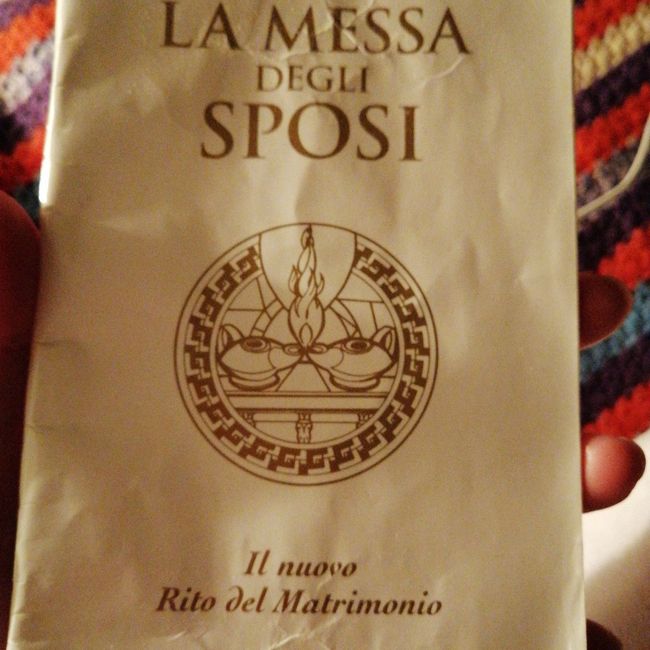 LA MESSA
DEGLI
SPOSI
Il nuovo
Rito del Matrimonio